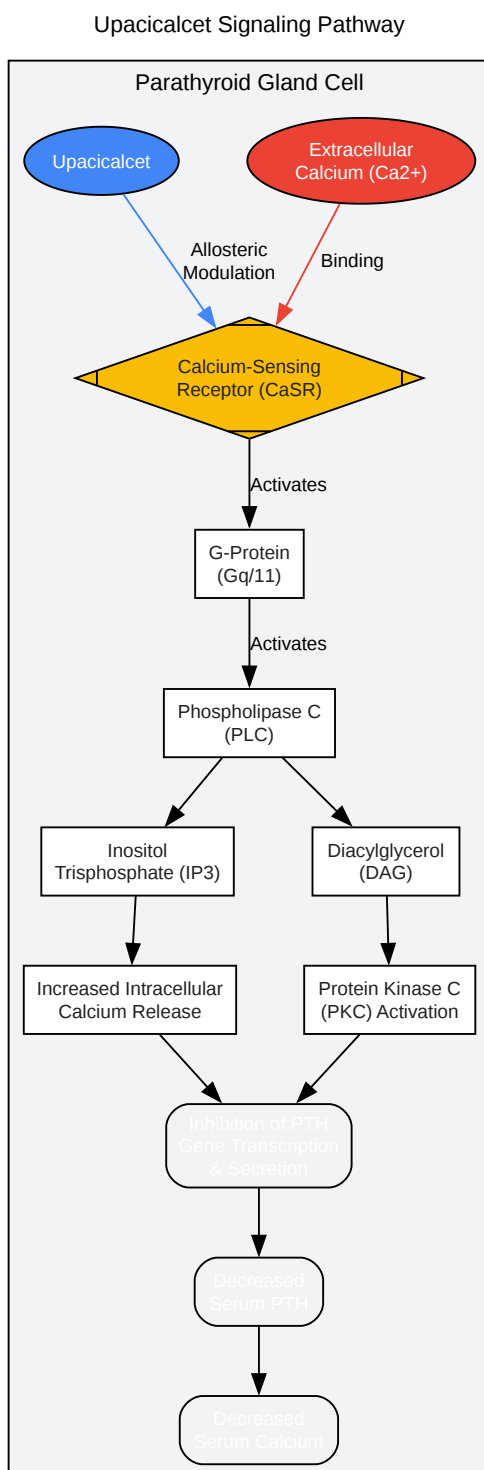 Upacicalcet Signaling Pathway
Parathyroid Gland Cell
Upacicalcet
Extracellular
Calcium (Ca2+)
Allosteric
Modulation
Binding
Calcium-Sensing
Receptor (CaSR)
Activates
G-Protein
(Gq/11)
Activates
Phospholipase C
(PLC)
Inositol
Trisphosphate (IP3)
Diacylglycerol
(DAG)
Increased Intracellular
Calcium Release
Protein Kinase C
(PKC) Activation
Inhibition of PTH
Gene Transcription
& Secretion
Decreased
Serum PTH
Decreased
Serum Calcium